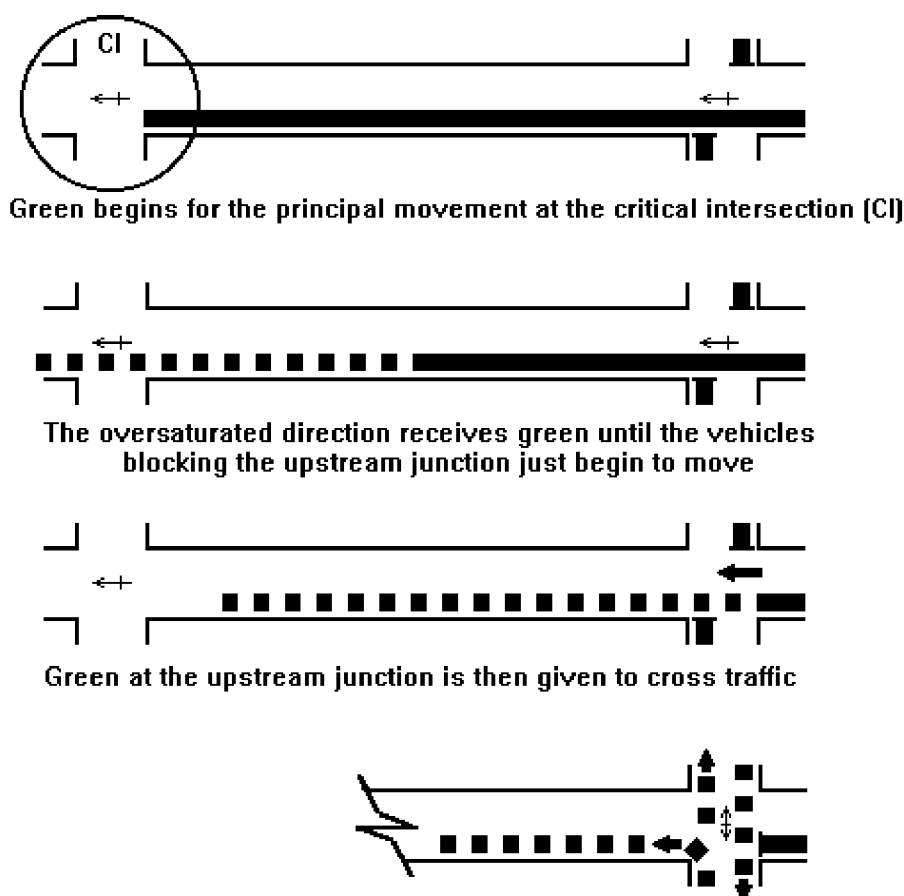 CI
Green begins for the principal movement at the critical intersection (CI)
The oversaturated direction receives green until the vehicles
blocking the upstream junction just begin to move
Green at the upstream junction is then given to cross traffic